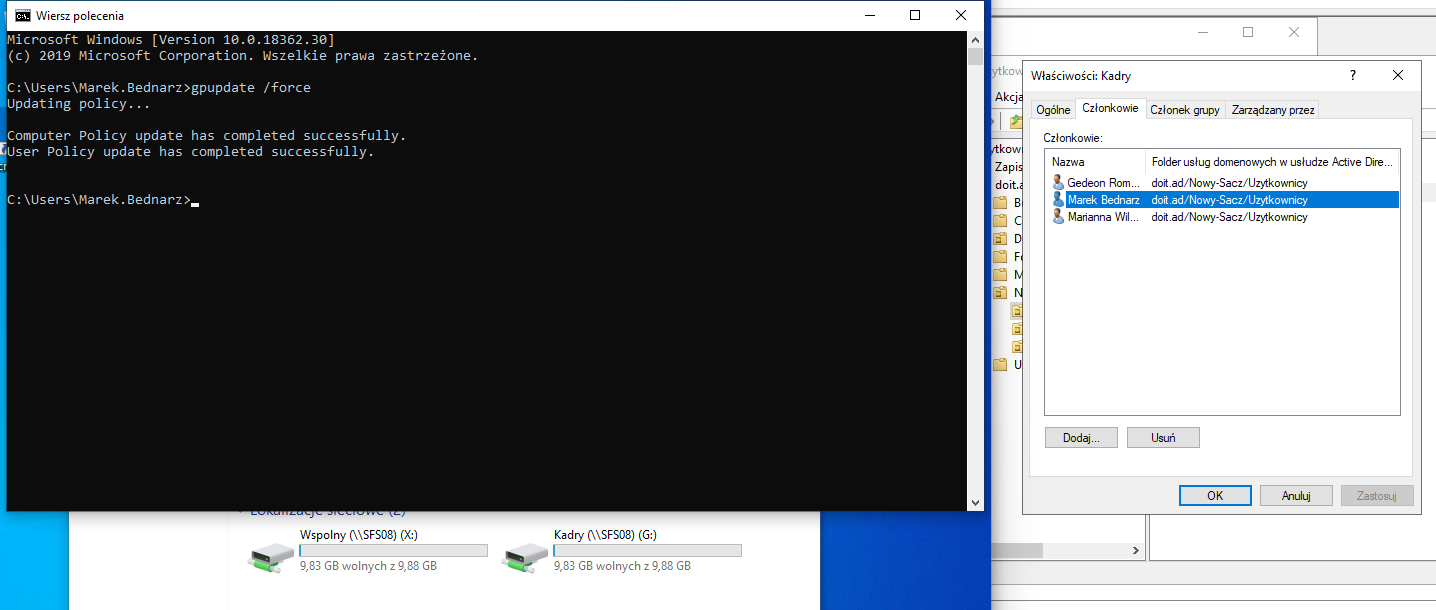 Wiersz polecenia
Microsoft Windows [Version 10.0.18362.30]
(c) 2019 Microsoft Corporation. Wszelkie prawa zastrzeżone.
C:\Users\Marek.Bednarz>gpupdate /force
Updating policy...
Computer Policy update has completed successfully.
User Policy update has completed successfully.
C:\Users\Marek.Bednarz>
Lokalizacje sieciowe (2)
Wspolny (\\SFS08) (X:)
9,83 GB wolnych z 9,88 GB
Kadry (\\SFS08) (G:)
9,83 GB wolnych z 9,88 GB
Akcja
Zapis
doit.a
B
C
D
Fo
M
N
U
Właściwości: Kadry
?
Ogólne
Członkowie
Członek grupy
Zarządzany przez
Członkowie:
Nazwa
Folder usług domenowych w usłudze Active Dire...
Gedeon Rom...
doit.ad/Nowy-Sacz/Uzytkownicy
Marek Bednarz
doit.ad/Nowy-Sacz/Uzytkownicy
Marianna Wil...
doit.ad/Nowy-Sacz/Uzytkownicy
Dodaj...
Usuń
OK
Anuluj
Zastosuj